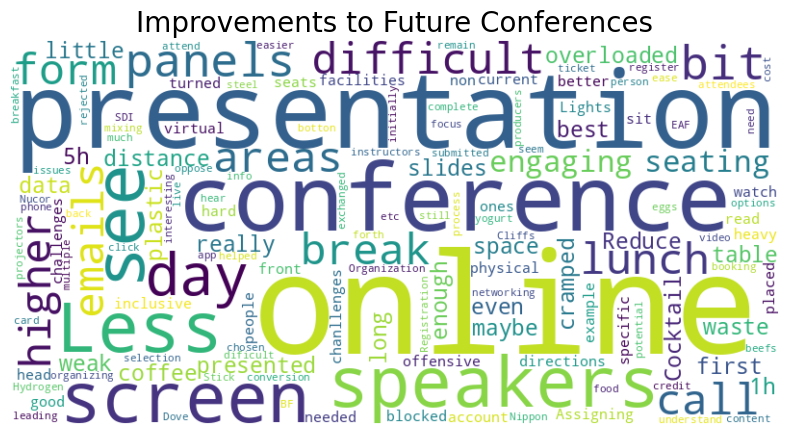 Improvements to Future Conferences
attend easier remain
little panels difficult overloaded bit
form turned facilities noncurrent register ease attendees cost
breakfast rejected steel seats better ticket person
presentation
SDI initially complete producers Lights
mixing virtual focus best sit EAF need
much botton
5h distance areas instructors submitted seem engaging seating
issues oppose slides
data plastic info ones watch
Nucor emails see conference options
phone live hear exchanged etc still process yogurt eggs
challenges back interesting hard read heavy
higher multiple really break Cliffs Reduce video
projectors click app helped forth space lunch table booking
day front Organization physical
inclusive enough networking cramped placed
Less people online even specific
card challenges long Registration maybe example potential waste
weak chosen dificult Cocktail
head coffee presented offensive directions first beefs
Hydrogen organizing selection Stick conversion speakers food credit 1h
good screen BF call
leading Dove needed blocked account Nippon Assigning understand content